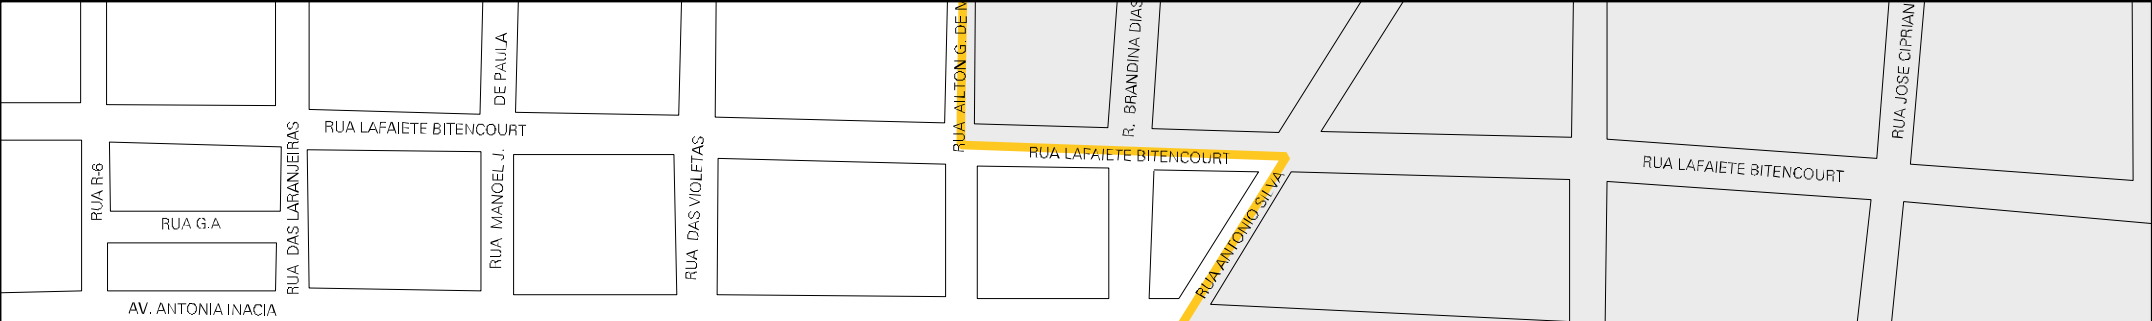 RUA R-6
RUA G.A
AV. ANTONIA INACIA
RUA DAS LARANJEIRAS
RUA LAFAIETE BITENCOURT
RUA MANOEL J. DE PAULA
RUA DAS VIOLETAS
RUA AILTON G. DE
RUA LAFAIETE BITENCOURT
R. BRANDINA DIAS
RUA ANTONIO SILVA
RUA LAFAIETE BITENCOURT
RUA JOSE CIPRIAN